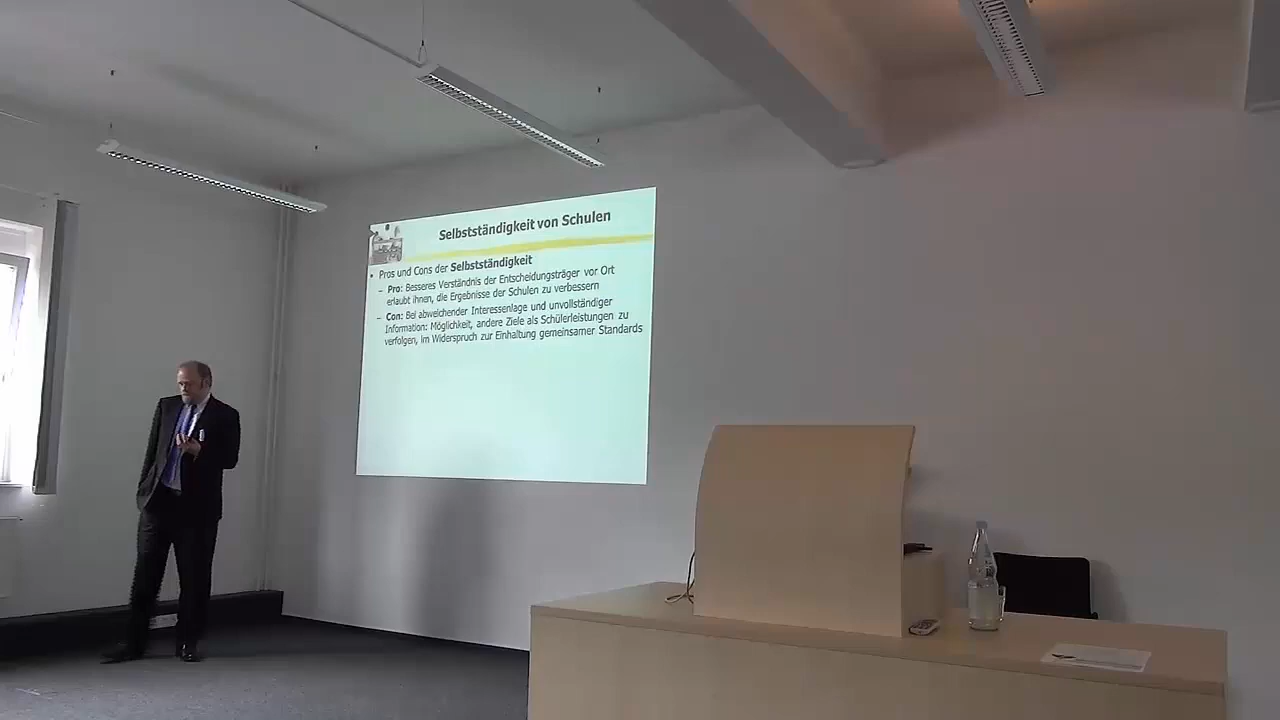 Selbstständigkeit von Schulen
• Pros und Cons der Selbstständigkeit
– Pro: Besseres Verständnis der Entscheidungsträger vor Ort
erlaubt ihnen, die Ergebnisse der Schulen zu verbessern
– Con: Bei abweichender Interessenlage und unvollständiger
Information: Möglichkeit, andere Ziele als Schülerleistungen zu
verfolgen, im Widerspruch zur Einhaltung gemeinsamer Standards